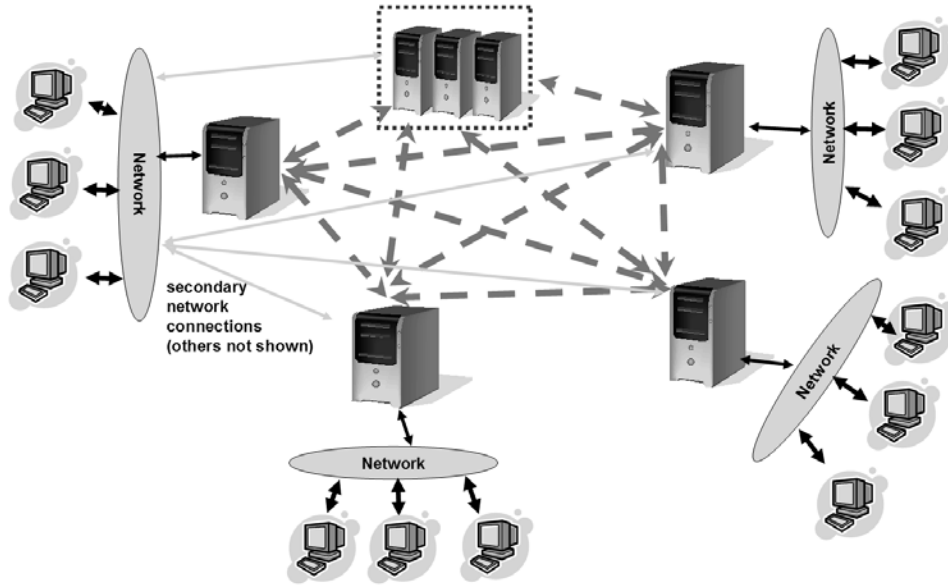 Network
Network
secondary
network
connections
(others not shown)
Network
Network